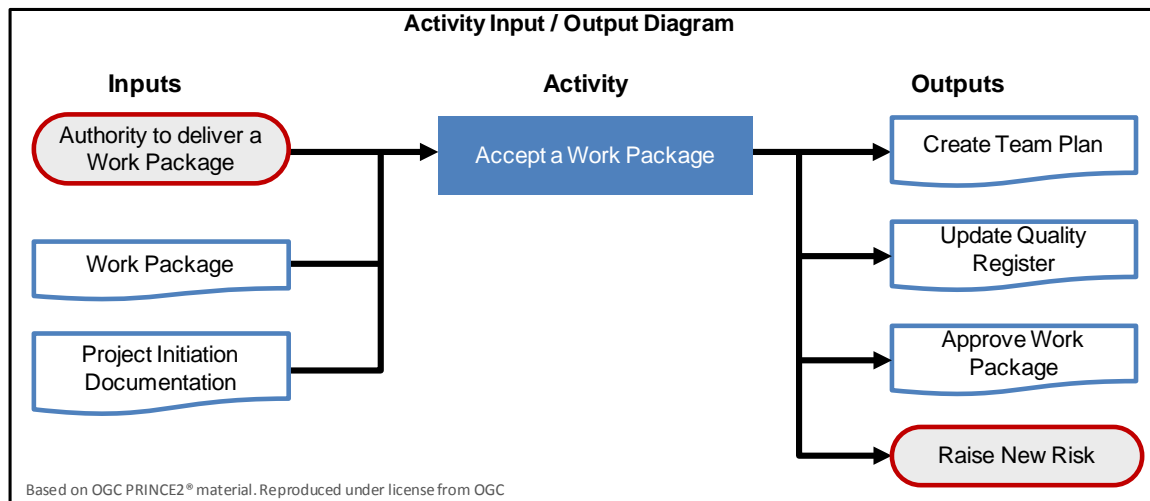 Activity Input / Output Diagram
Inputs
Activity
Outputs
Authority to deliver a
Work Package
Work Package
Project Initiation
Documentation
Accept a Work Package
Create Team Plan
Update Quality
Register
Approve Work
Package
Raise New Risk
Based on OGC PRINCE2® material. Reproduced under license from OGC